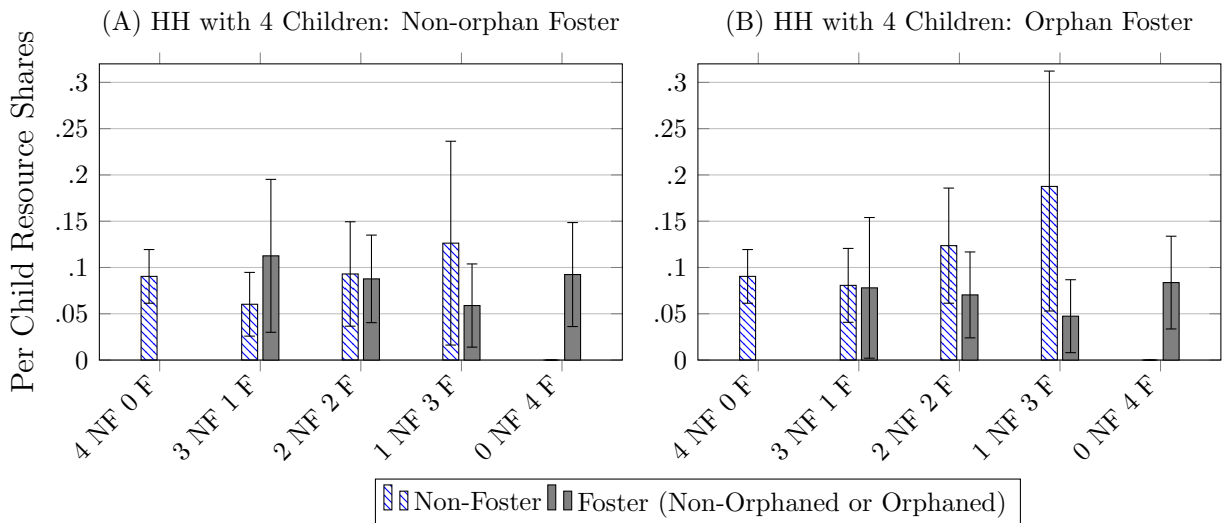 (A) HH with 4 Children: Non-orphan Foster
(B) HH with 4 Children: Orphan Foster
Per Child Resource Shares
.3
.25
.2
.15
.1
.05
0
4 NF 0 F
3 NF 1 F
2 NF 2 F
1 NF 3 F
0 NF 4 F
.3
.25
.2
.15
.1
.05
0
4 NF 0 F
3 NF 1 F
2 NF 2 F
1 NF 3 F
0 NF 4 F
Non-Foster Foster (Non-Orphaned or Orphaned)